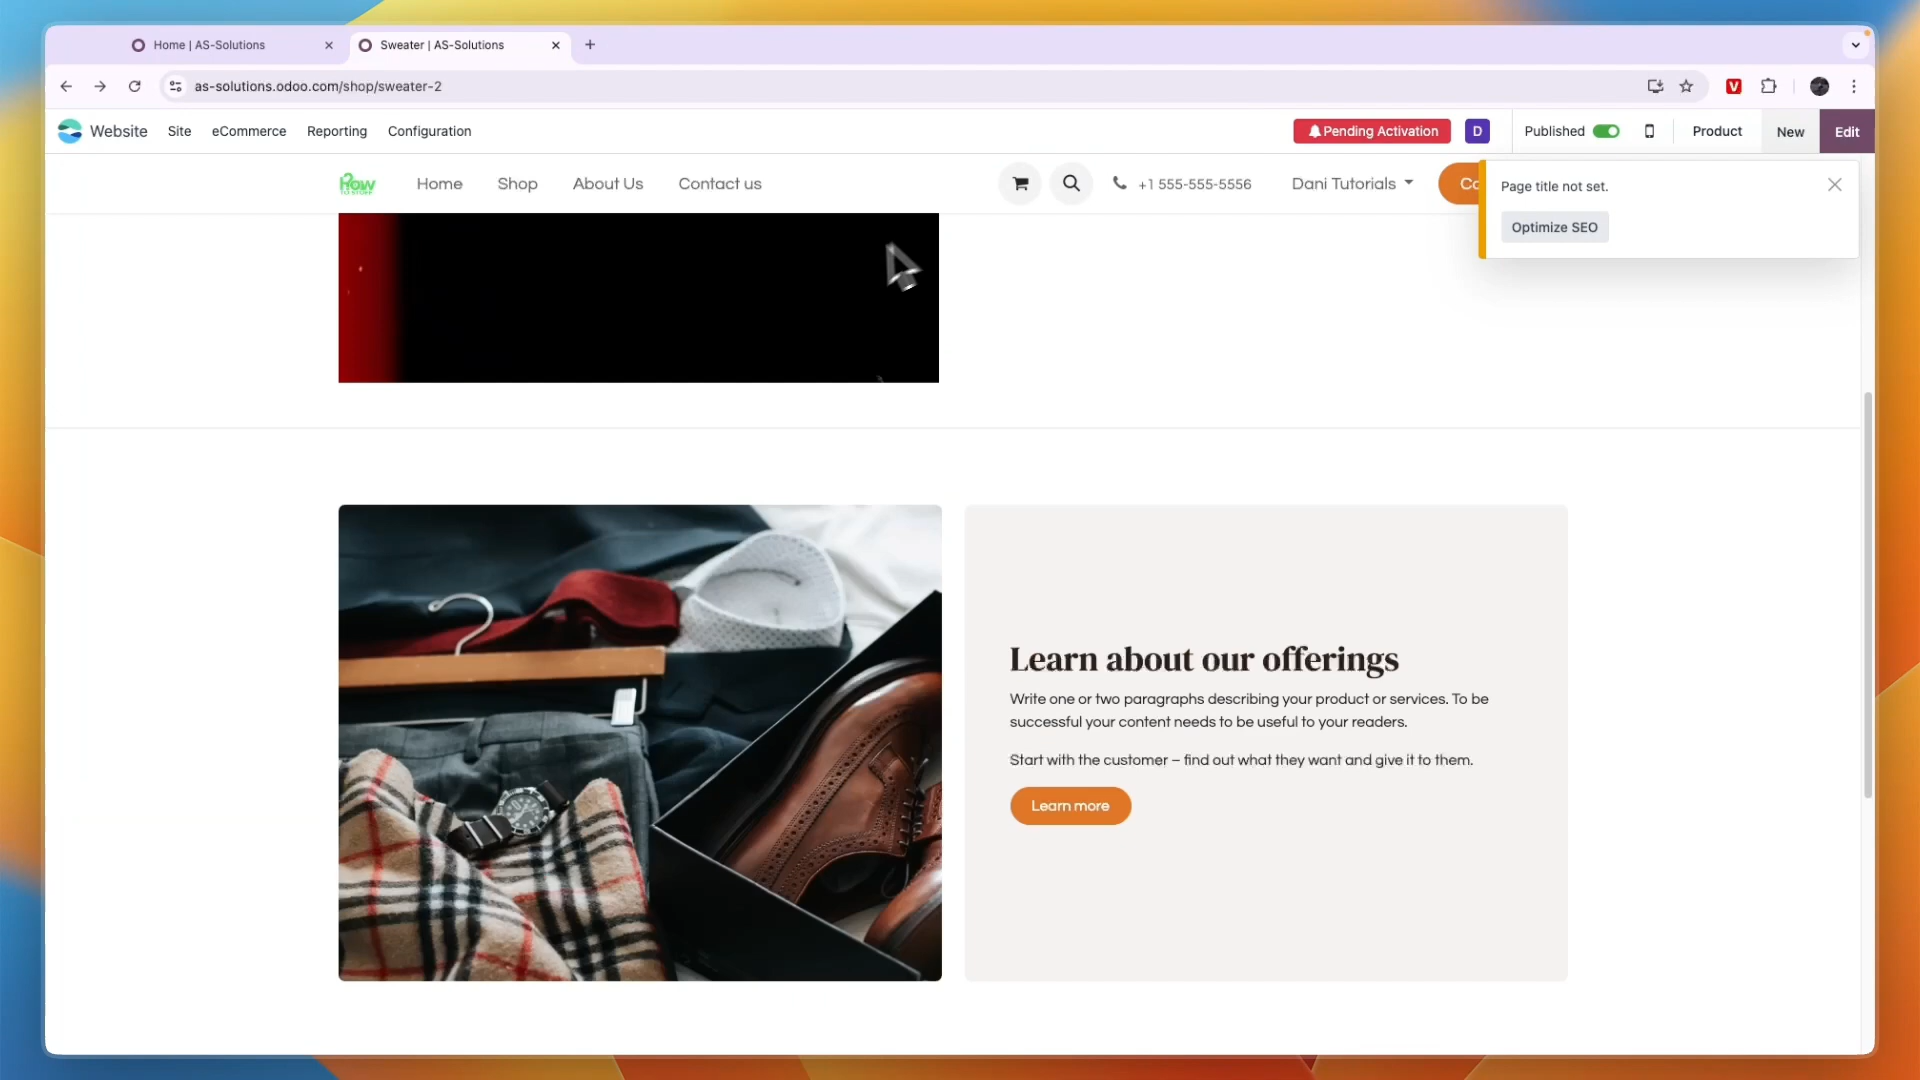 Home | AS-Solutions
Sweater | AS-Solutions
as-solutions.odoo.com/shop/sweater-2
V
Website Site eCommerce Reporting Configuration
Pending Activation
D
Published
Product
New
Edit
How
Home Shop About Us Contact us
+1 555-555-5556
Dani Tutorials
Co
Page title not set.
Optimize SEO
Learn about our offerings
Write one or two paragraphs describing your product or services. To be
successful your content needs to be useful to your readers.
Start with the customer – find out what they want and give it to them.
Learn more